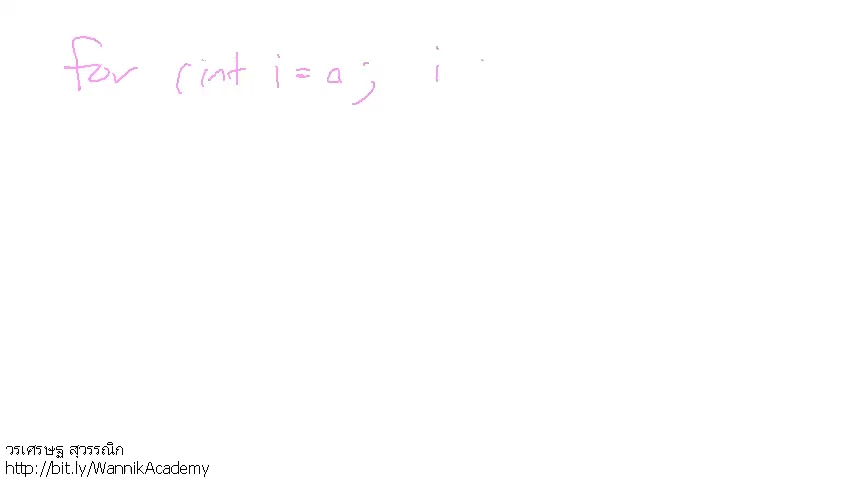 for (int i = 0; i
วรเศรษฐ สุวรรณิก
http://bit.ly/WannikAcademy